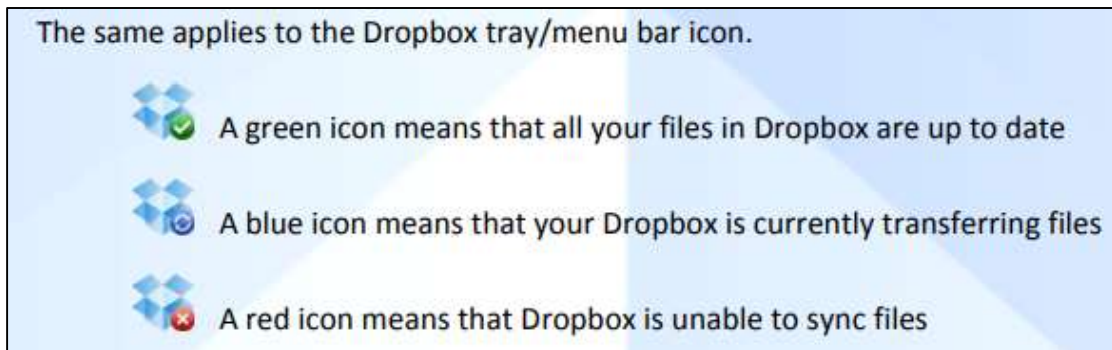 The same applies to the Dropbox tray/menu bar icon.
A green icon means that all your files in Dropbox are up to date
A blue icon means that your Dropbox is currently transferring files
A red icon means that Dropbox is unable to sync files